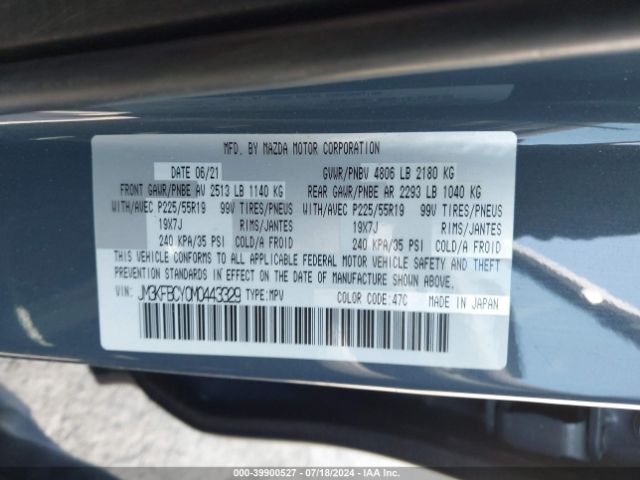 MFD. BY MAZDA MOTOR CORPORATION
DATE 06/21 GVWR/PNBV 4806 LB 2180 KG
FRONT GAWR/PNBE AV 2513 LB 1140 KG REAR GAWR/PNBE AR 2293 LB 1040 KG
WITH/AVEC P225/55R19 99V TIRES/PNEUS WITH/AVEC P225/55R19 99V TIRES/PNEUS
19X7J RIMS/JANTES 19X7J RIMS/JANTES
240 KPA/35 PSI COLD/A FROID 240 KPA/35 PSI COLD/A FROID
THIS VEHICLE CONFORMS TO ALL APPLICABLE FEDERAL MOTOR VEHICLE SAFETY AND THEFT
PREVENTION STANDARDS IN EFFECT ON THE DATE OF MANUFACTURE SHOWN ABOVE.
VIN: JM3KFBCY0M0443329 TYPE:MPV COLOR CODE:47C MADE IN JAPAN
000-39900527 - 07/18/2024 - IAA Inc.